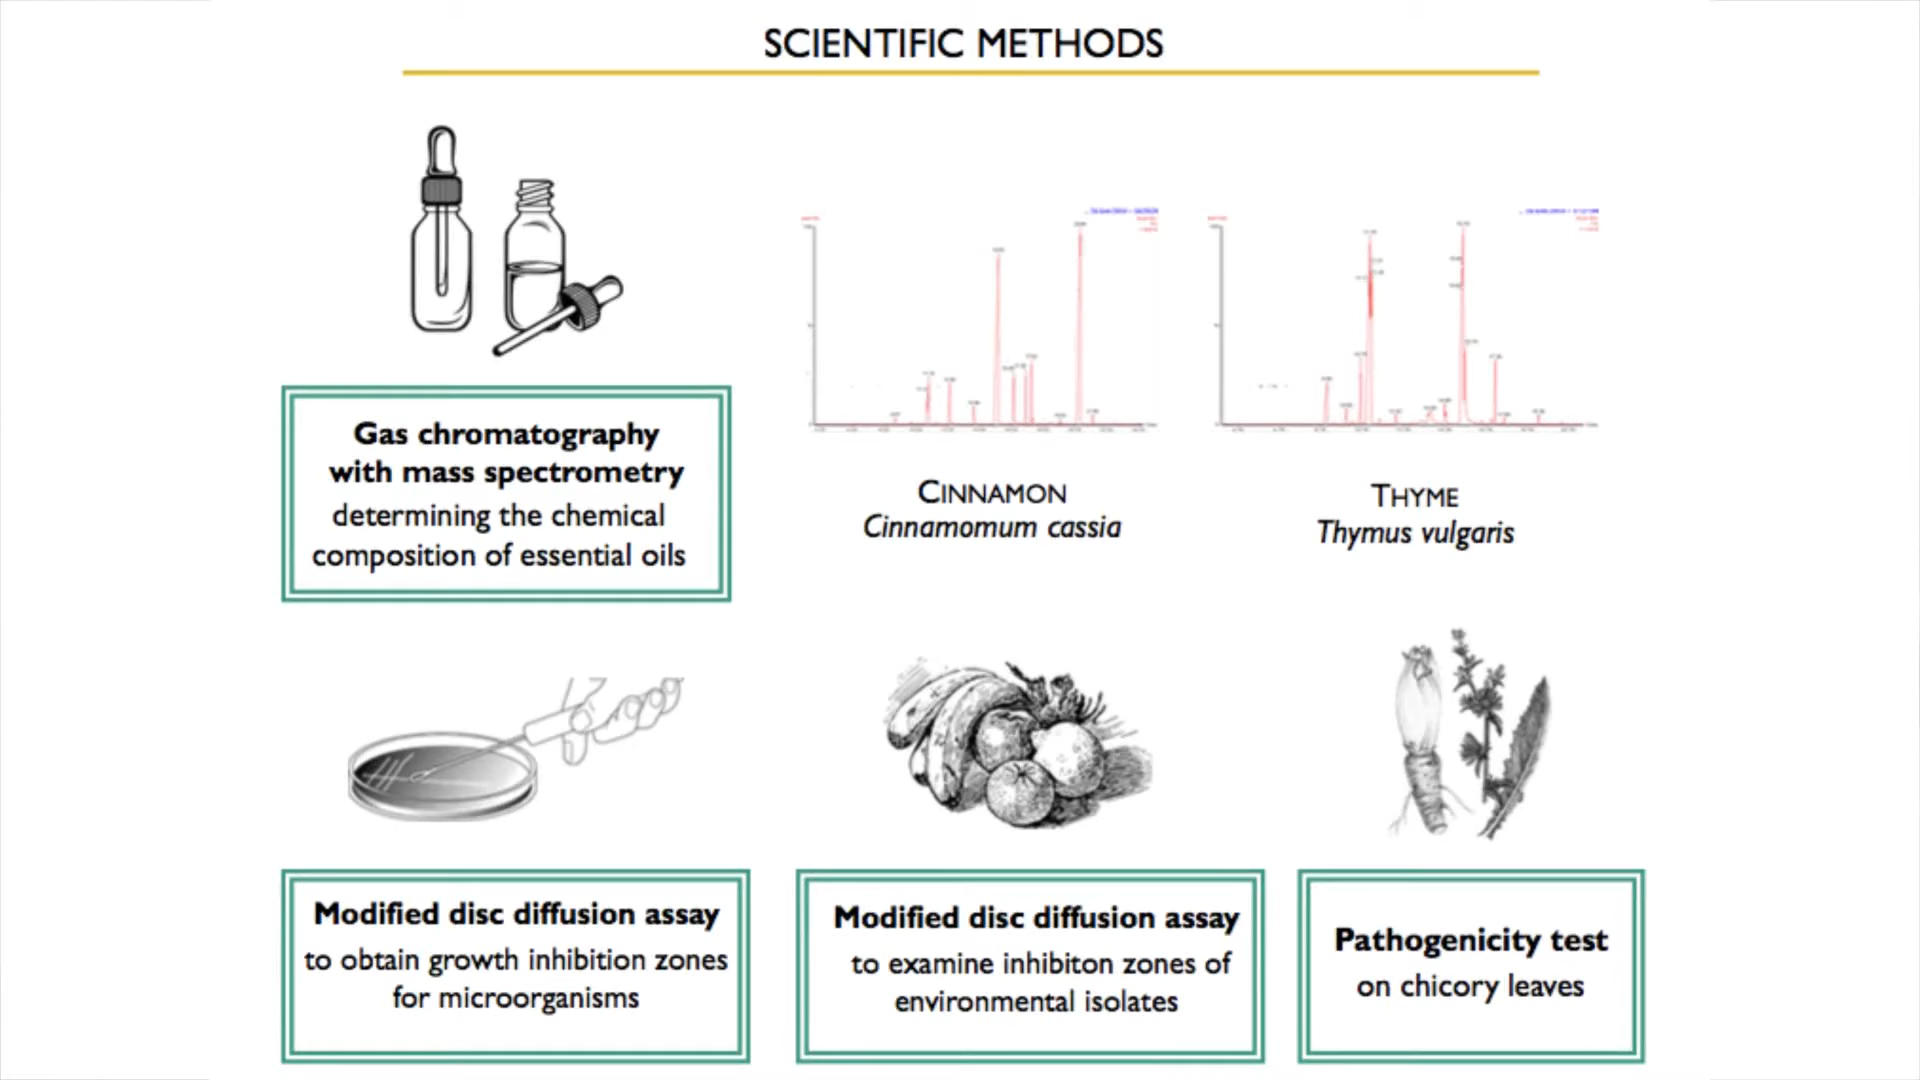 SCIENTIFIC METHODS
Gas chromatography
with mass spectrometry
determining the chemical
composition of essential oils
CINNAMON
Cinnamomum cassia
THYME
Thymus vulgaris
Modified disc diffusion assay
to obtain growth inhibition zones
for microorganisms
Modified disc diffusion assay
to examine inhibiton zones of
environmental isolates
Pathogenicity test
on chicory leaves